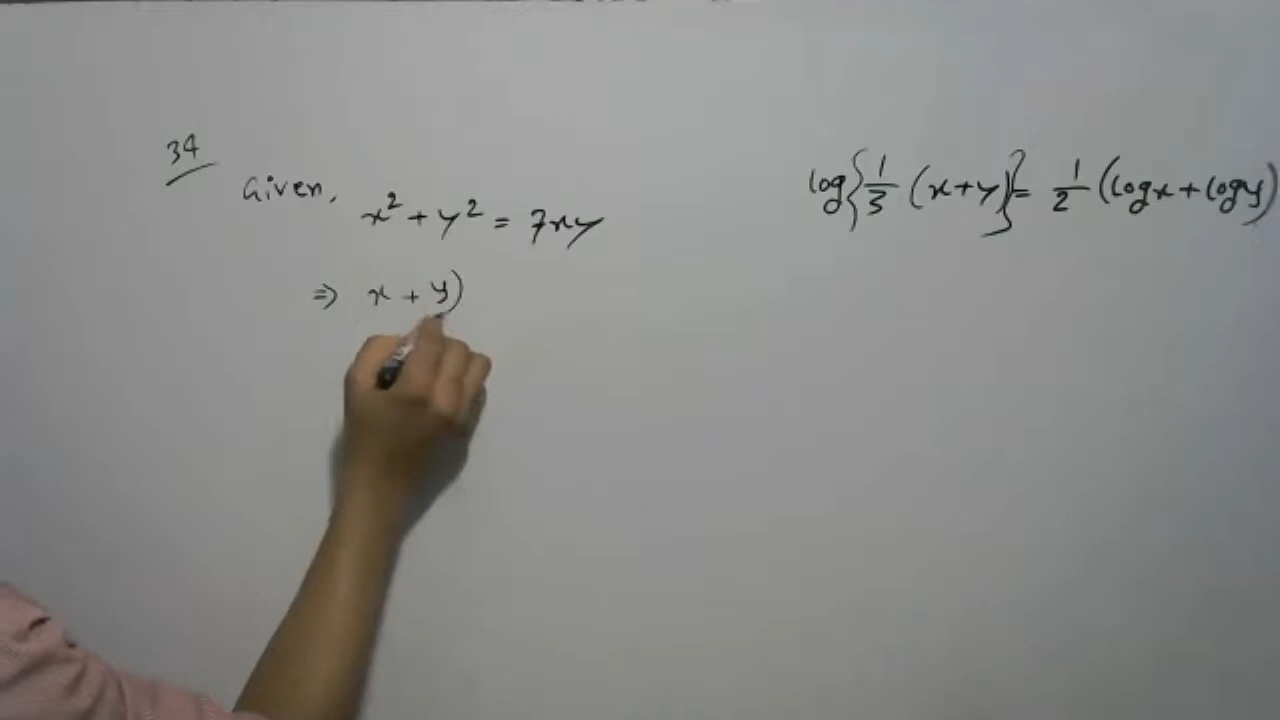 34
Given,
x² + y² = 7xy
⇒ x + y)
log{1/3 (x+y)} = 1/2 (logx + logy)